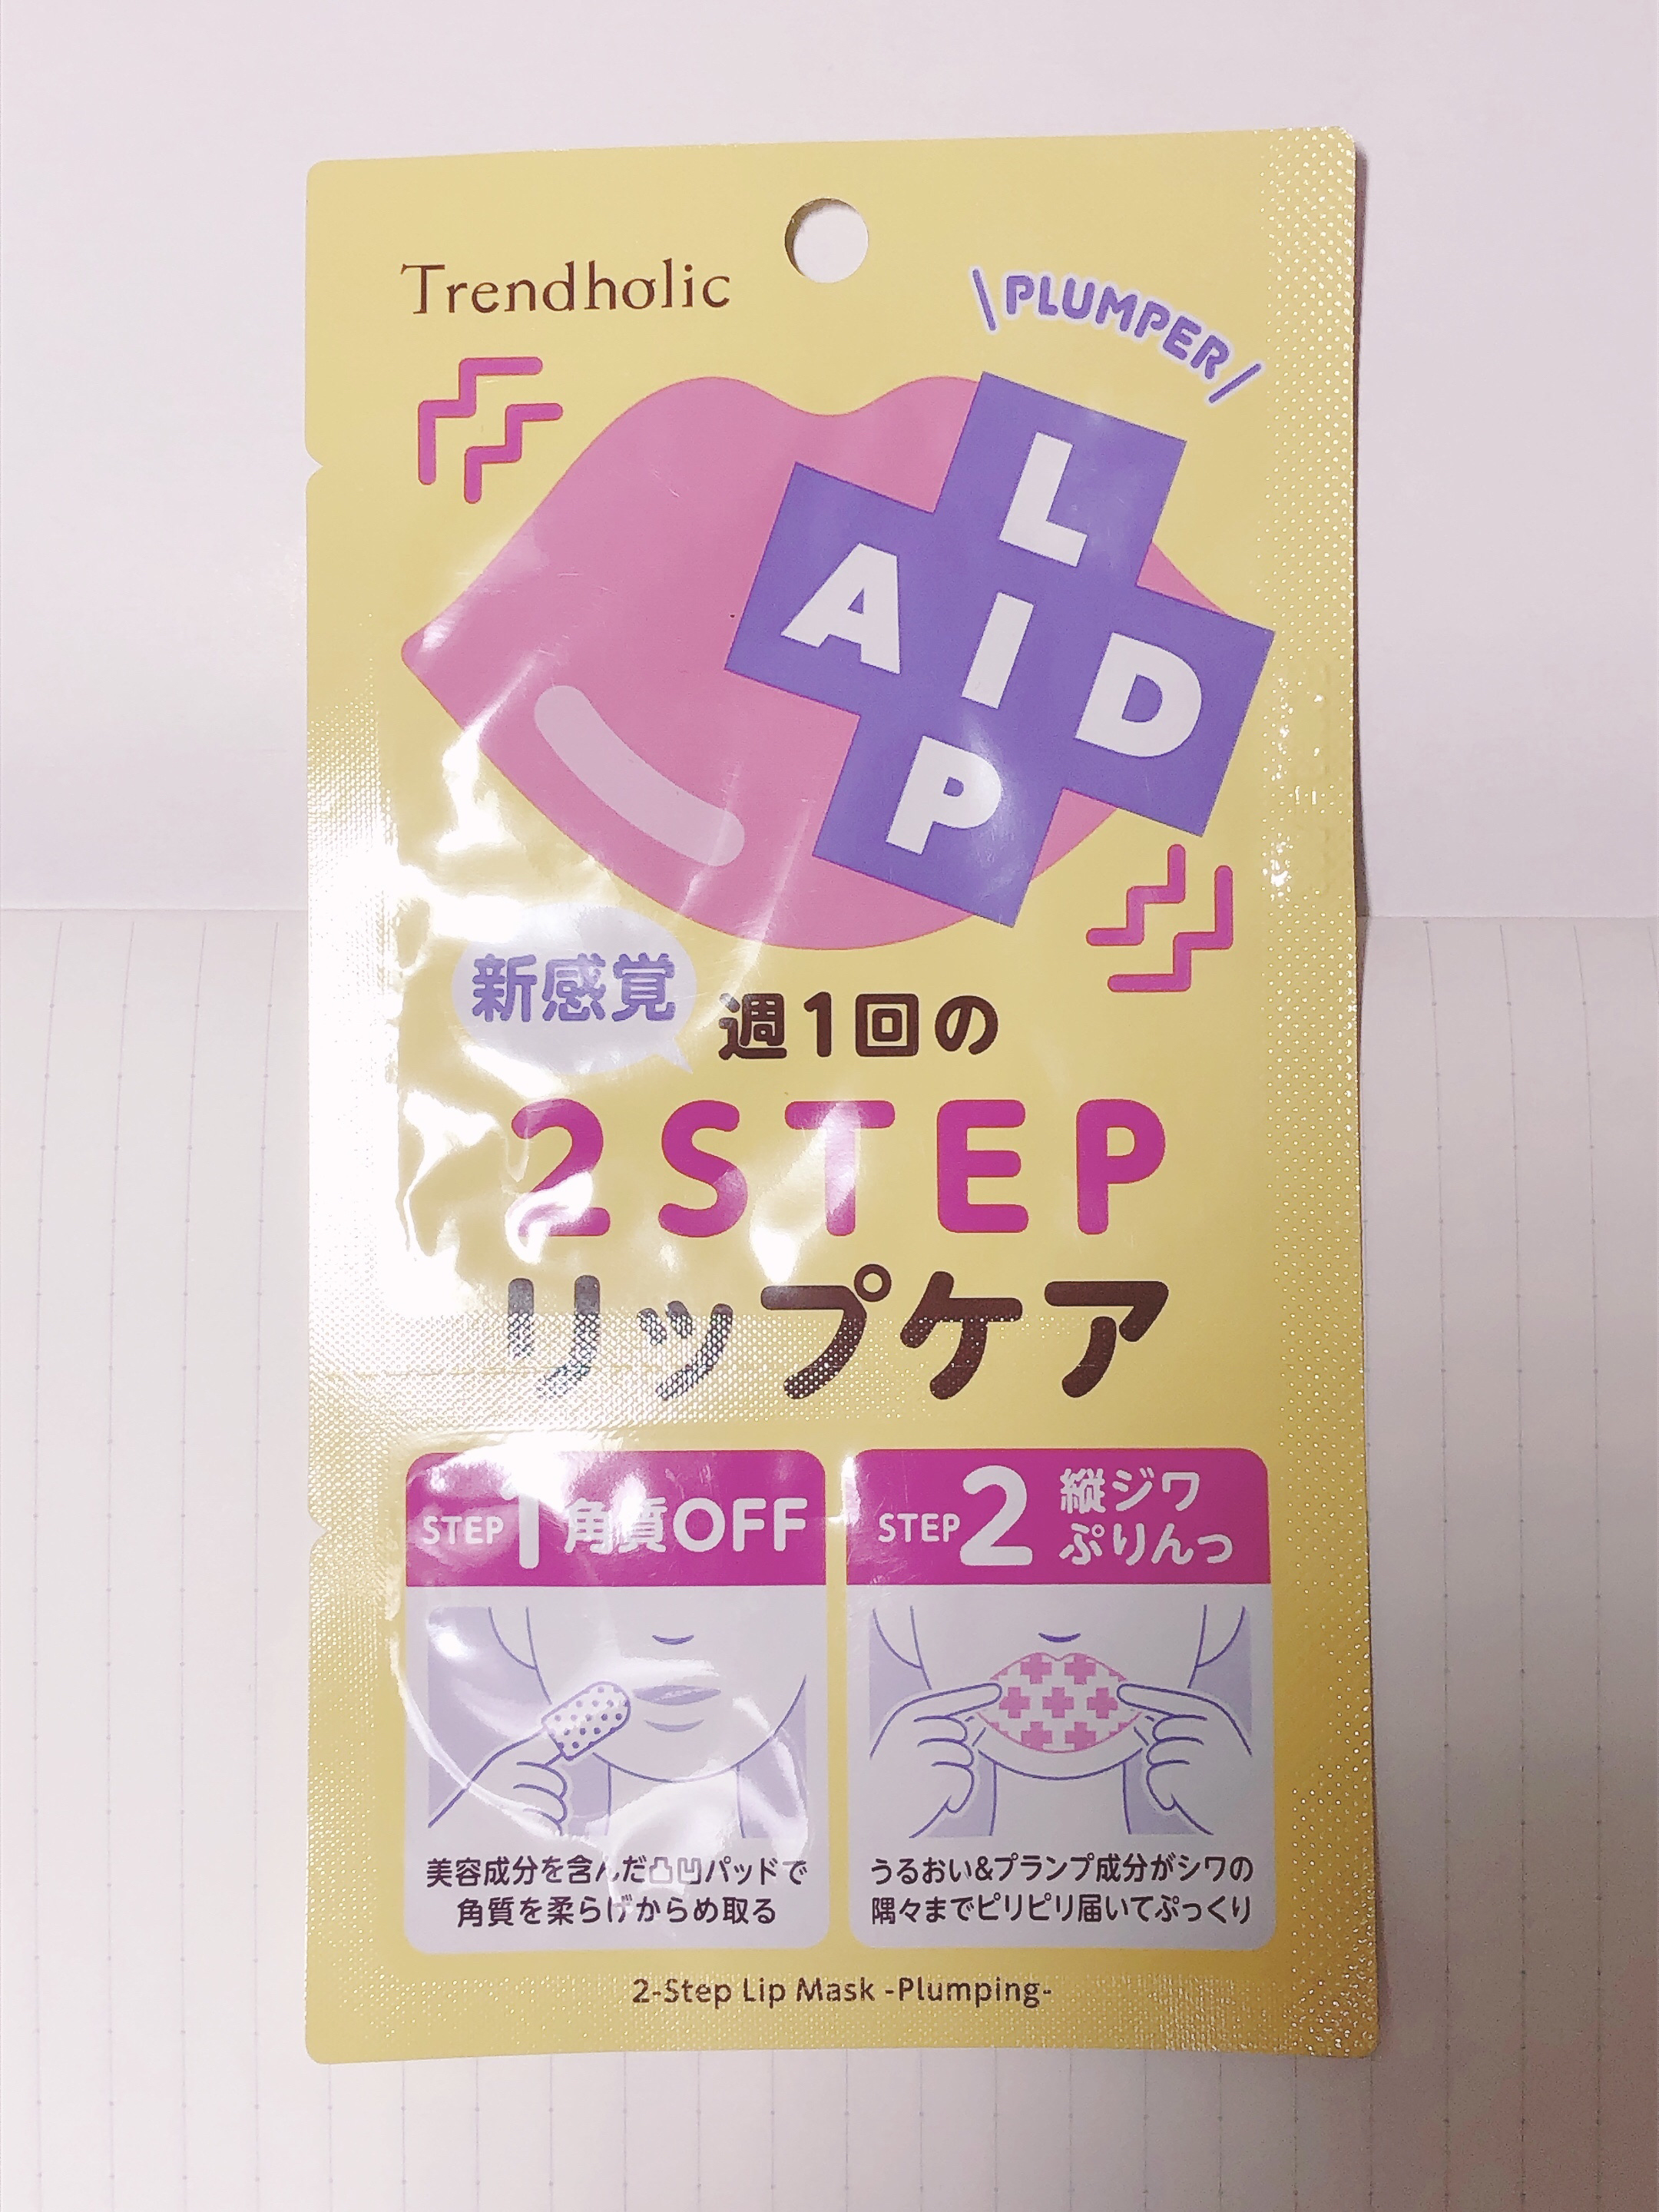 Trendholic
\PLUMPER/
LIP
AID
新感覚
週1回の
2STEP
リップケア
STEP1 角質OFF
美容成分を含んだ凸凹パッドで
角質を柔らげからめ取る
STEP2 縦ジワ
ぷりんっ
うるおい&プランプ成分がシワの
隅々までピリピリ届いてぷっくり
2-Step Lip Mask -Plumping-